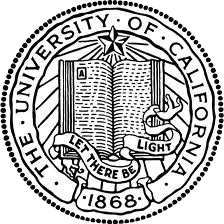 · THE · UNIVERSITY · OF · CALIFORNIA ·
A
LET THERE BE LIGHT
1868